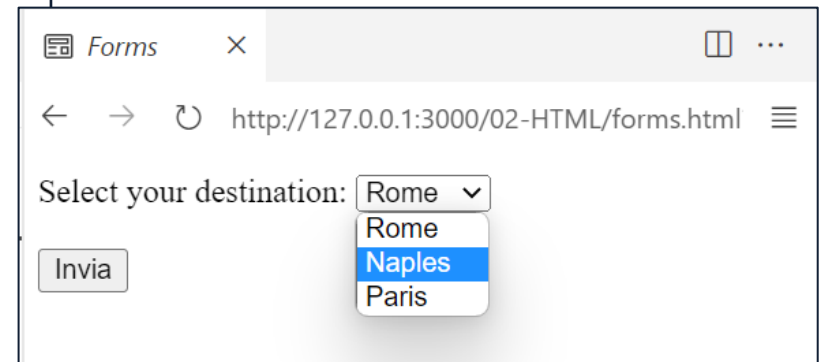 Forms
http://127.0.0.1:3000/02-HTML/forms.html
Select your destination: Rome
Rome
Naples
Invia
Paris